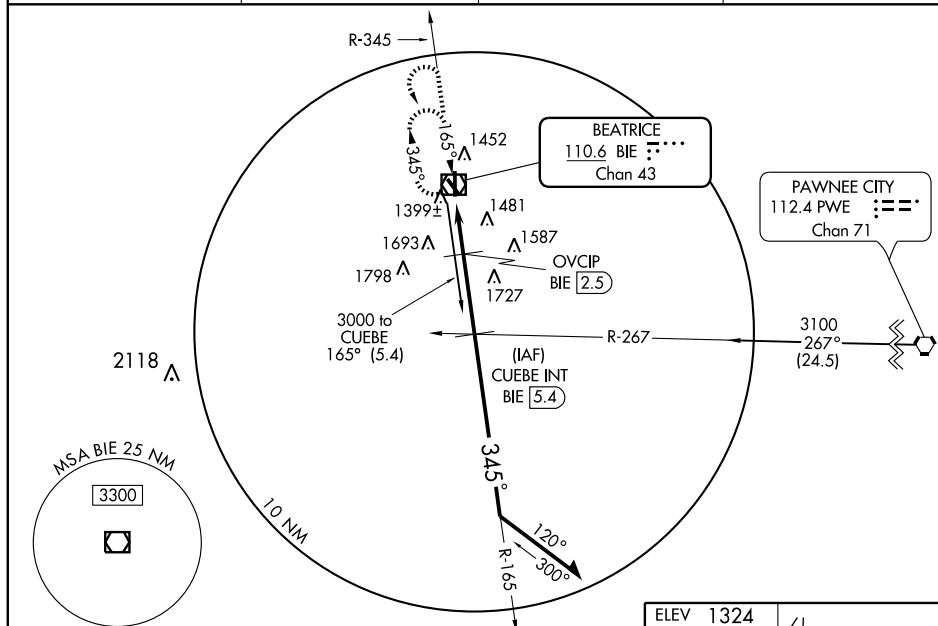 R-345
165°
345°
1452
BEATRICE
110.6 BIE
Chan 43
PAWNEE CITY
112.4 PWE
Chan 71
1399±
1481
1693
1587
1798
OVCIP
BIE 2.5
1727
3000 to
CUEBE
165° (5.4)
R-267
3100
267°
(24.5)
(IAF)
CUEBE INT
BIE 5.4
2118
MSA BIE 25 NM
3300
345°
10 NM
120°
300°
R-165
ELEV 1324